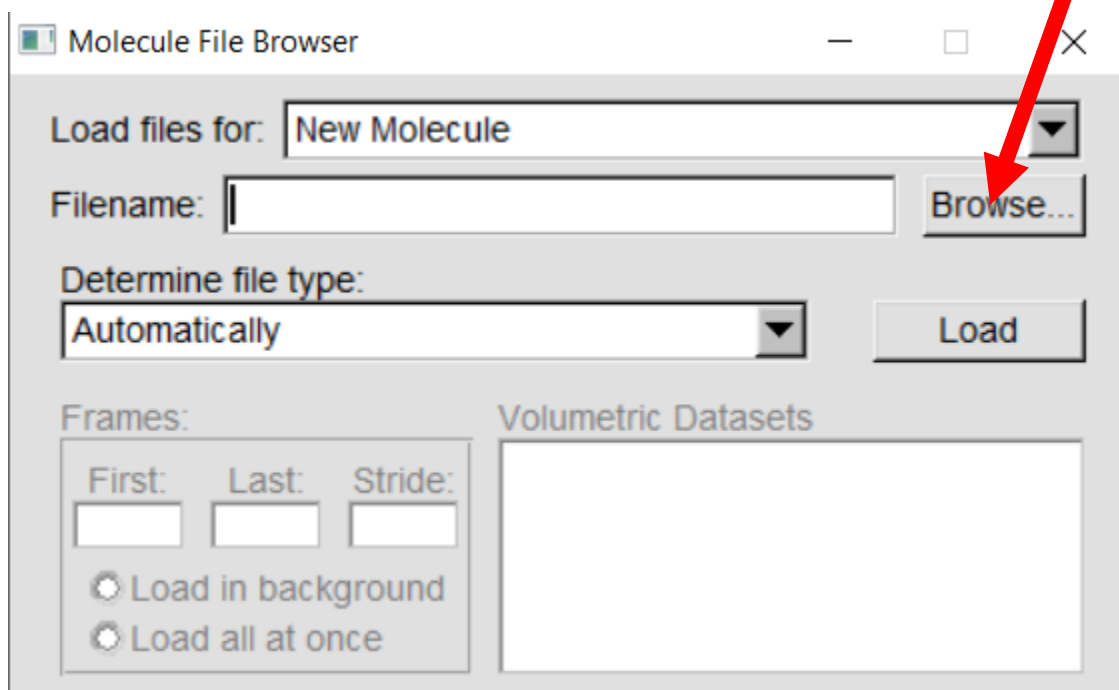 Molecule File Browser
Load files for: New Molecule
Filename: Browse...
Determine file type:
Automatically Load
Frames: Volumetric Datasets
First: Last: Stride:
Load in background
Load all at once